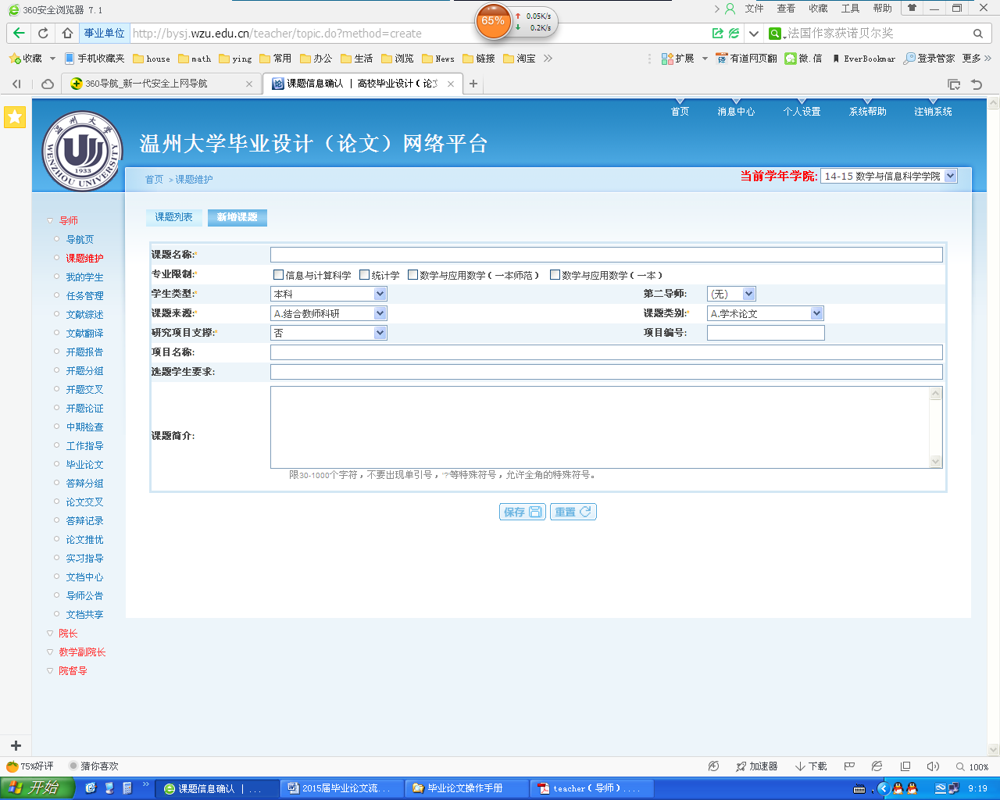 360安全浏览器 7.1
65%
0.05K/s
0.2K/s
文件 查看 收藏 工具 帮助
事业单位 http://bysj.wzu.edu.cn/teacher/topic.do?method=create
法国作家获诺贝尔奖
收藏 手机收藏夹 house math ying 常用 办公 生活 浏览 News 链接 淘宝
扩展 有道网页翻 微.信 EverBookmar 登录管家 更多
360导航_新一代安全上网导航
课题信息确认 | 高校毕业设计(论文
首页 消息中心 个人设置 系统帮助 注销系统
温州大学
WENZHOU UNIVERSITY
1933
温州大学毕业设计（论文）网络平台
首页 > 课题维护
当前学年学院: 14-15 数学与信息科学学院
课题列表 新增课题
导师
导航页
课题维护
我的学生
任务管理
文献综述
文献翻译
开题报告
开题分组
开题交叉
开题论证
中期检查
工作指导
毕业论文
答辩分组
论文交叉
答辩记录
论文推优
实习指导
文档中心
导师公告
文档共享
院长
教学副院长
院督导
课题名称:*
专业限制:* 信息与计算科学 统计学 数学与应用数学(一本师范) 数学与应用数学(一本)
学生类型:* 本科 第二导师: (无)
课题来源:* A.结合教师科研 课题类别:* A.学术论文
研究项目支撑:* 否 项目编号:
项目名称:
选题学生要求:
课题简介:
限30-1000个字符，不要出现单引号，'?'等特殊符号，允许全角的特殊符号。
保存 重置
75%好评 猜你喜欢
加速器 下载 100%
开始 课题信息确认 | ... 2015届毕业论文流... 毕业论文操作手册 teacher(导师)....
9:19